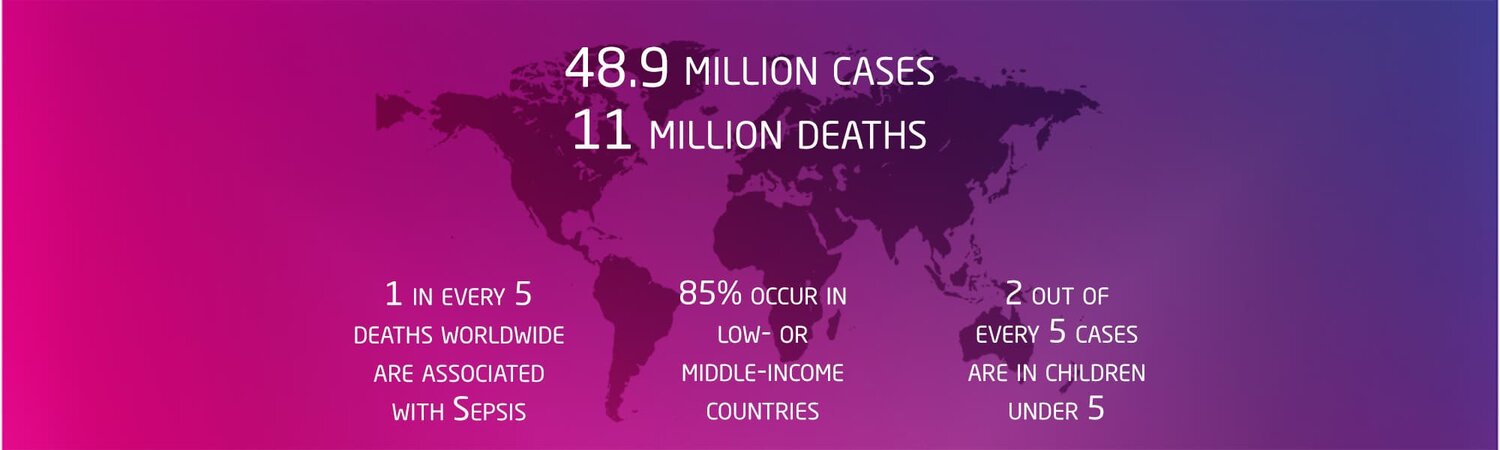 48.9 MILLION CASES
11 MILLION DEATHS
1 IN EVERY 5
DEATHS WORLDWIDE
ARE ASSOCIATED
WITH SEPSIS
85% OCCUR IN
LOW- OR
MIDDLE-INCOME
COUNTRIES
2 OUT OF
EVERY 5 CASES
ARE IN CHILDREN
UNDER 5